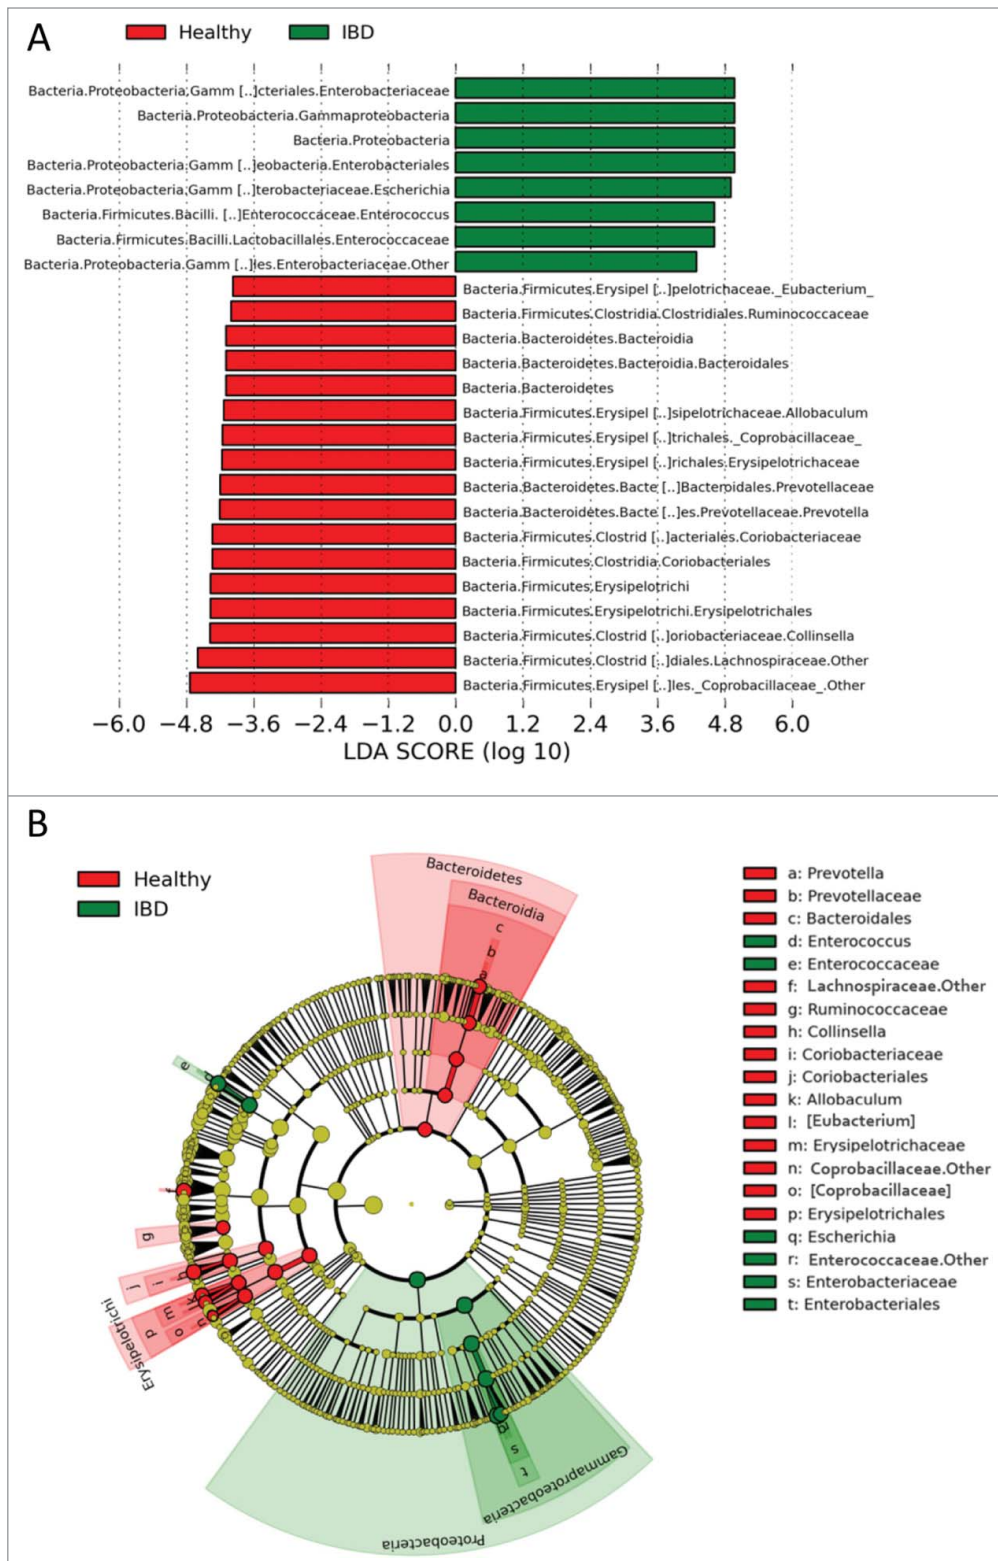 A
Healthy IBD
Bacteria.Proteobacteria.Gamm [..]cteriales.Enterobacteriaceae
Bacteria.Proteobacteria.Gammaproteobacteria
Bacteria.Proteobacteria
Bacteria.Proteobacteria.Gamm [..]eobacteria.Enterobacteriales
Bacteria.Proteobacteria.Gamm [..]terobacteriaceae.Escherichia
Bacteria.Firmicutes.Bacilli. [..]Enterococcaceae.Enterococcus
Bacteria.Firmicutes.Bacilli.Lactobacillales.Enterococcaceae
Bacteria.Proteobacteria.Gamm [..]les.Enterobacteriaceae.Other
Bacteria.Firmicutes.Erysipel [..]pelotrichaceae._Eubacterium_
Bacteria.Firmicutes.Clostridia.Clostridiales.Ruminococcaceae
Bacteria.Bacteroidetes.Bacteroidia
Bacteria.Bacteroidetes.Bacteroidia.Bacteroidales
Bacteria.Bacteroidetes
Bacteria.Firmicutes.Erysipel [..]sipelotrichaceae.Allobaculum
Bacteria.Firmicutes.Erysipel [..]trichales._Coprobacillaceae_
Bacteria.Firmicutes.Erysipel [..]richales.Erysipelotrichaceae
Bacteria.Bacteroidetes.Bacte [..]Bacteroidales.Prevotellaceae
Bacteria.Bacteroidetes.Bacte [..]es.Prevotellaceae.Prevotella
Bacteria.Firmicutes.Clostrid [..]acteriales.Coriobacteriaceae
Bacteria.Firmicutes.Clostridia.Coriobacteriales
Bacteria.Firmicutes.Erysipelotrichi
Bacteria.Firmicutes.Erysipelotrichi.Erysipelotrichales
Bacteria.Firmicutes.Clostrid [..]oriobacteriaceae.Collinsella
Bacteria.Firmicutes.Clostrid [..]diales.Lachnospiraceae.Other
Bacteria.Firmicutes.Erysipel [..]les._Coprobacillaceae_.Other
−6.0 −4.8 −3.6 −2.4 −1.2 0.0 1.2 2.4 3.6 4.8 6.0
LDA SCORE (log 10)
B
Healthy
IBD
Bacteroidetes
Bacteroidia
c
b
a
e
d
f
g
j i h
Erysipelotrichi
p m k
o n
q
s
t
Gammaproteobacteria
Proteobacteria
a: Prevotella
b: Prevotellaceae
c: Bacteroidales
d: Enterococcus
e: Enterococcaceae
f: Lachnospiraceae.Other
g: Ruminococcaceae
h: Collinsella
i: Coriobacteriaceae
j: Coriobacteriales
k: Allobaculum
l: [Eubacterium]
m: Erysipelotrichaceae
n: Coprobacillaceae.Other
o: [Coprobacillaceae]
p: Erysipelotrichales
q: Escherichia
r: Enterococcaceae.Other
s: Enterobacteriaceae
t: Enterobacteriales